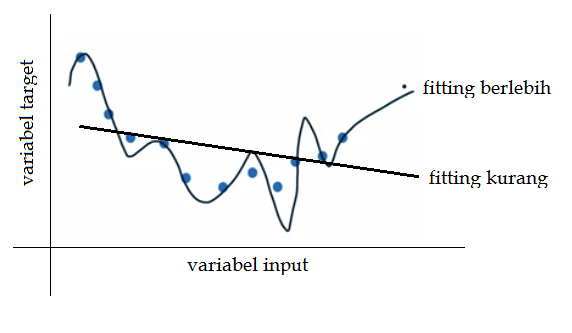 variabel target
fitting berlebih
fitting kurang
variabel input